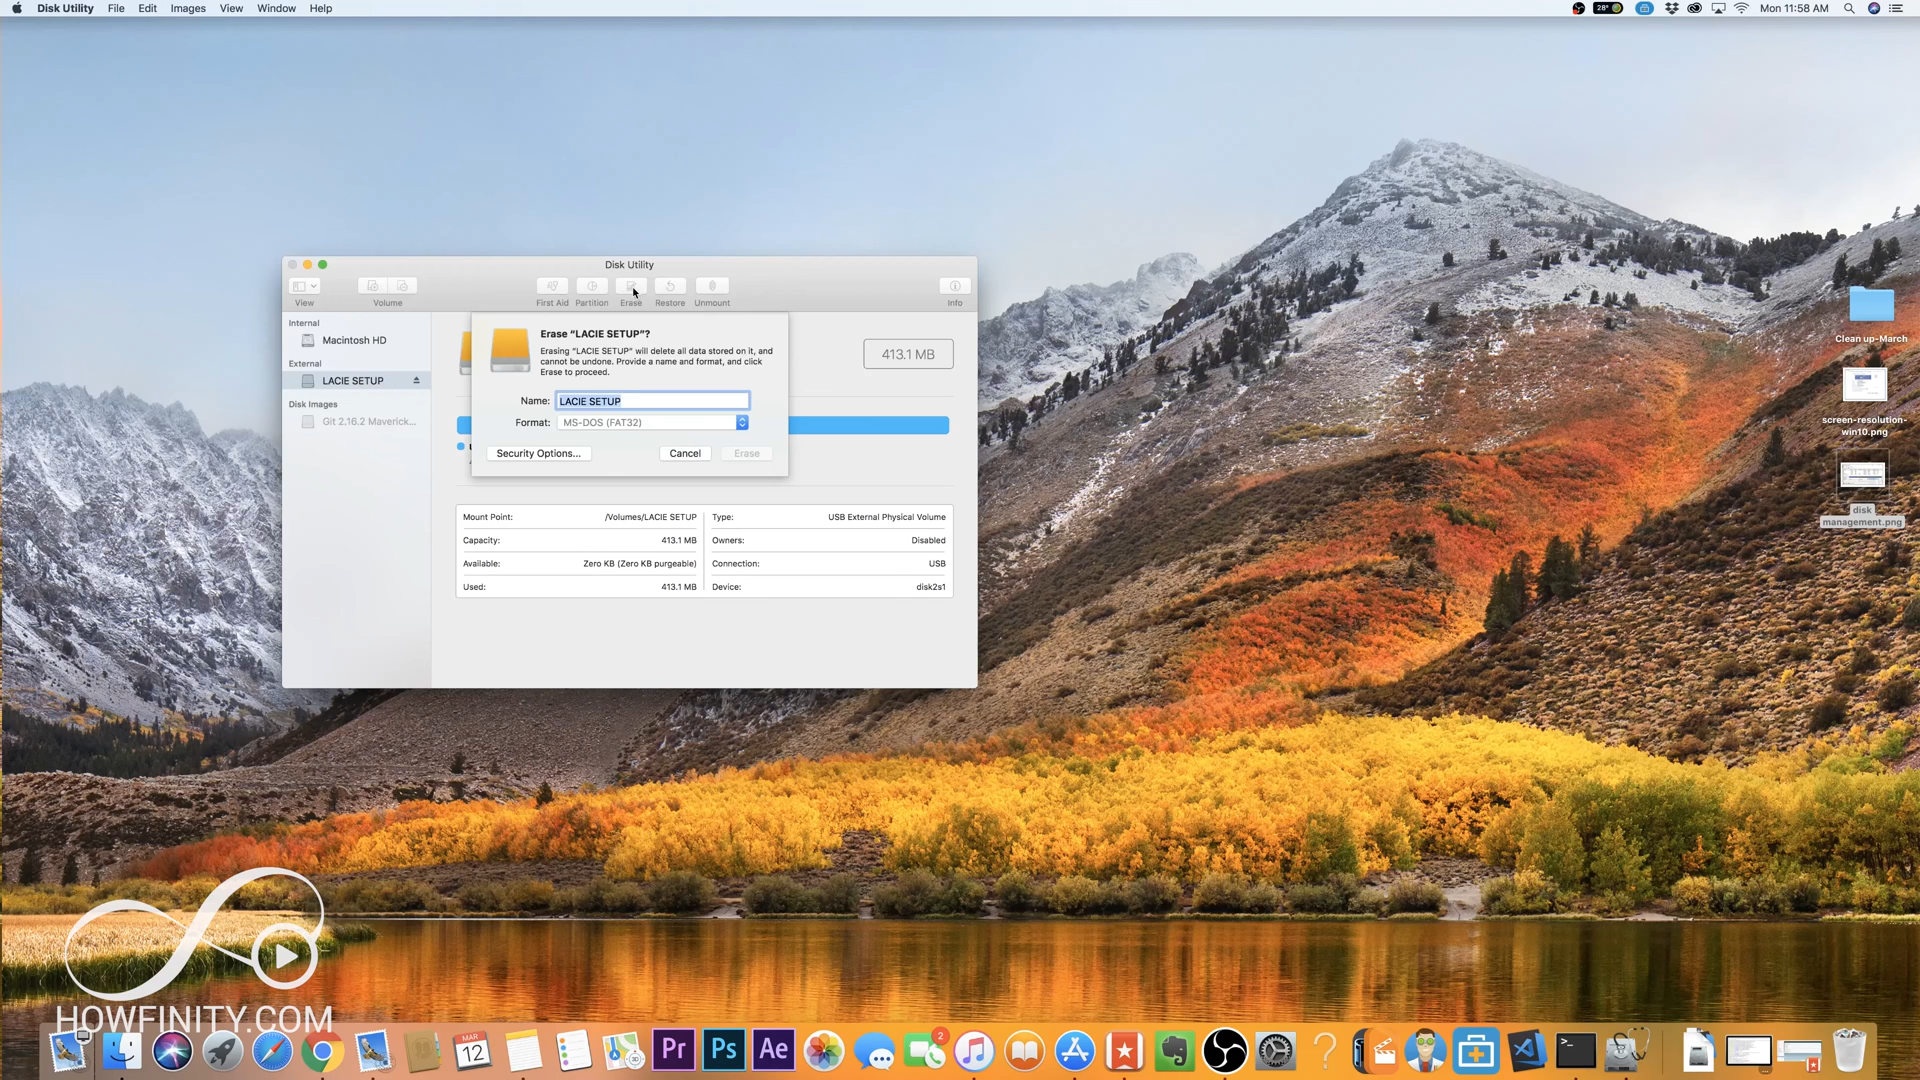 Disk Utility File Edit Images View Window Help
28° Mon 11:58 AM
Disk Utility
View Volume First Aid Partition Erase Restore Unmount Info
Internal
Macintosh HD
External
LACIE SETUP
Disk Images
Git 2.16.2 Maverick...
Erase “LACIE SETUP”?
Erasing “LACIE SETUP” will delete all data stored on it, and
cannot be undone. Provide a name and format, and click
Erase to proceed.
Name: LACIE SETUP
Format: MS-DOS (FAT32)
Security Options... Cancel Erase
413.1 MB
Mount Point: /Volumes/LACIE SETUP
Capacity: 413.1 MB
Available: Zero KB (Zero KB purgeable)
Used: 413.1 MB
Type: USB External Physical Volume
Owners: Disabled
Connection: USB
Device: disk2s1
Clean up-March
screen-resolution-
win10.png
disk
management.png
HOWFINITY.COM
MAR
12
3D
Pr
Ps
Ae
2
>_